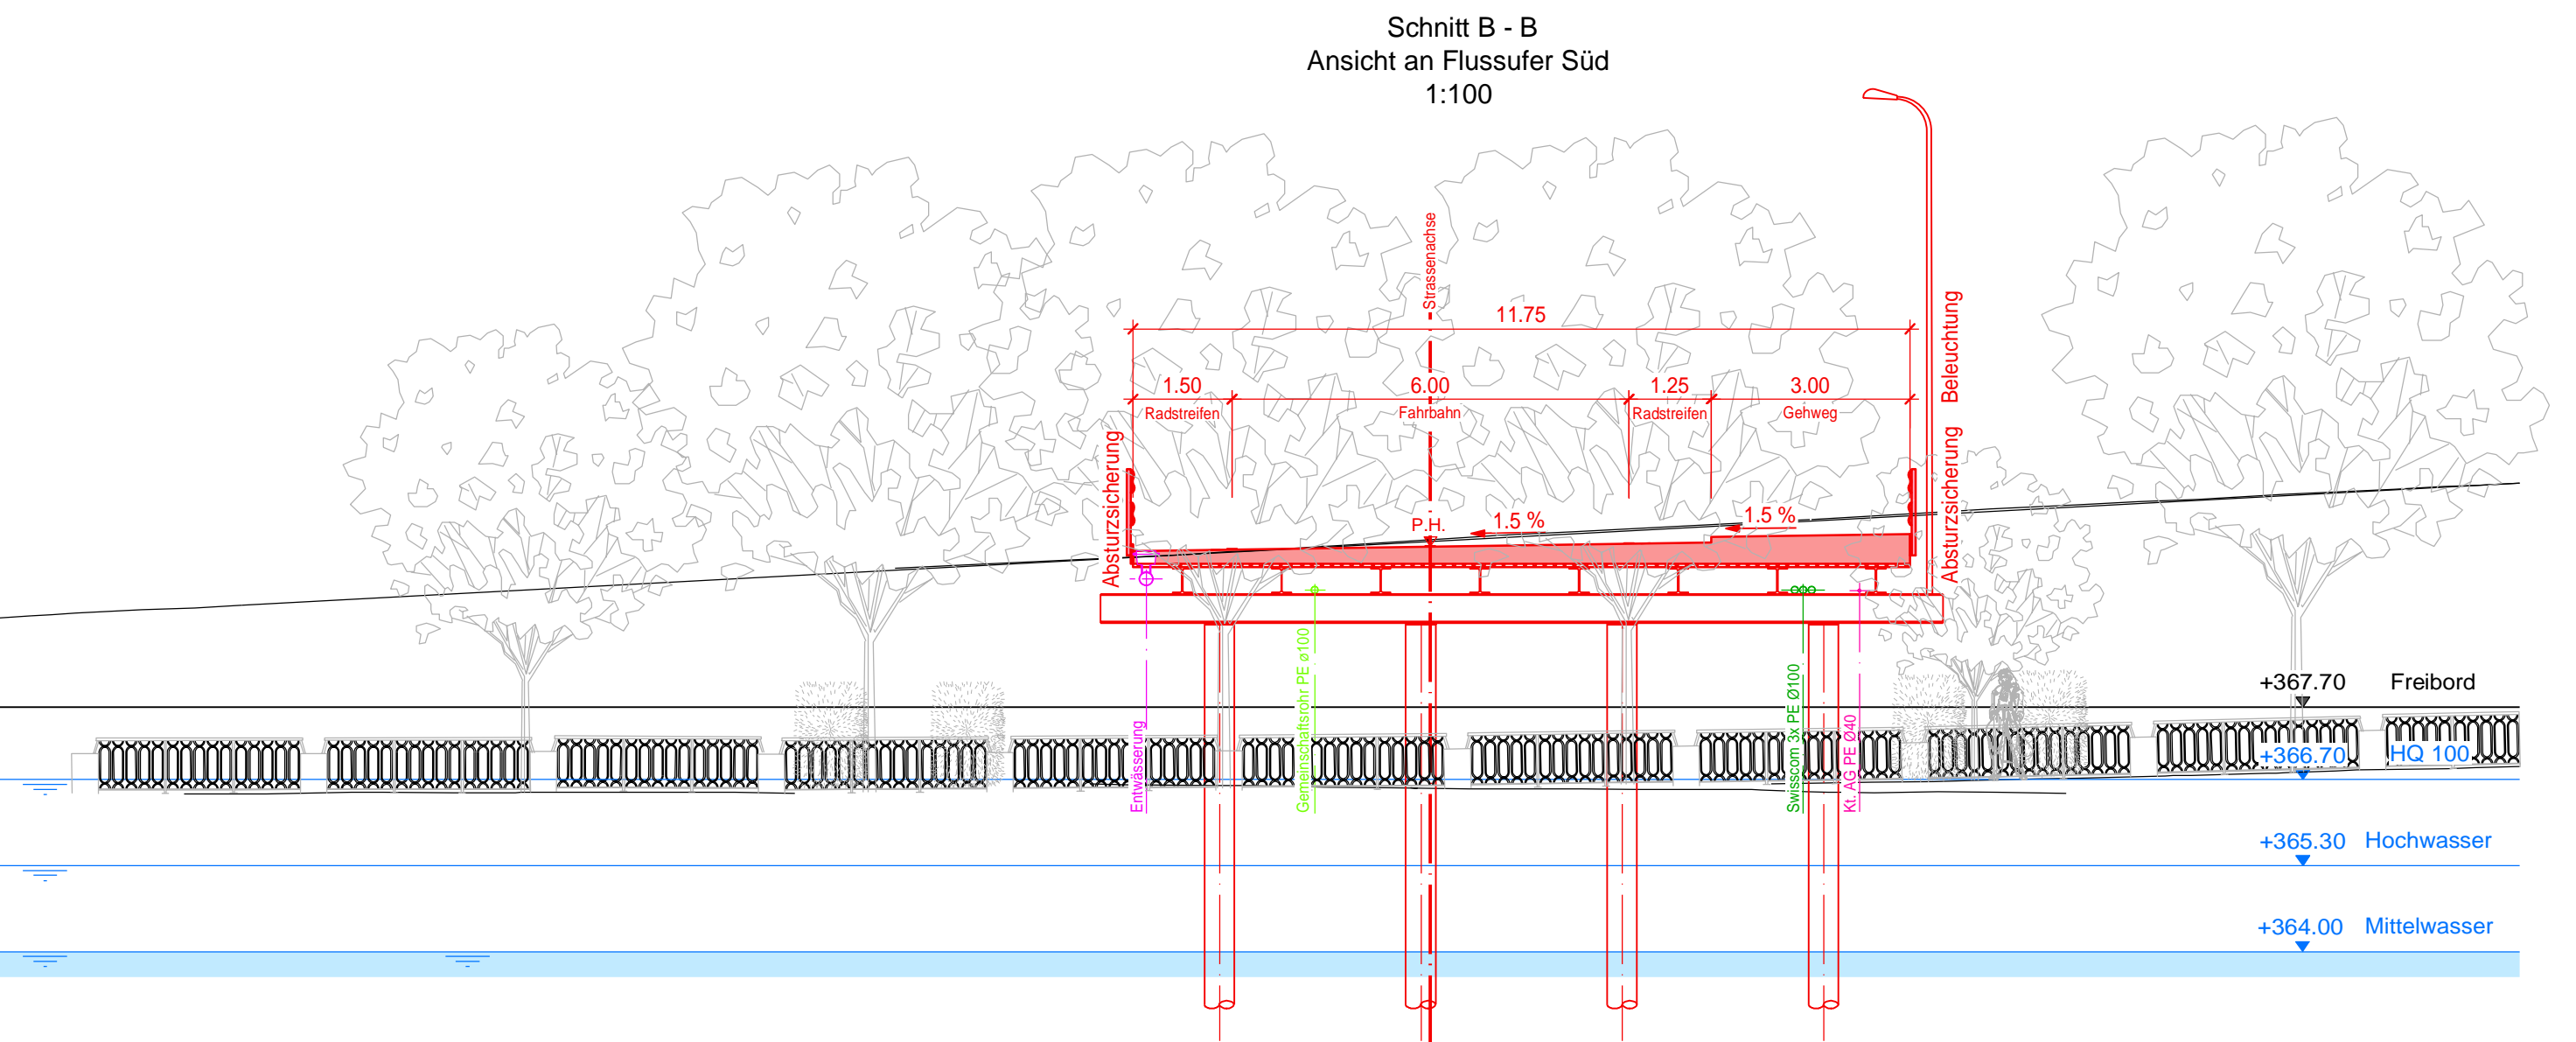 Schnitt B - B
Ansicht an Flussufer Süd
1:100
Strassenachse
11.75
1.50
6.00
1.25
3.00
Radstreifen
Fahrbahn
Radstreifen
Gehweg
Beleuchtung
Absturzsicherung
Absturzsicherung
P.H.
1.5 %
1.5 %
Entwässerung
Gemeinschaftsrohr PE ø100
Swisscom 3x PE Ø100
Kt. AG PE Ø40
+367.70 Freibord
+366.70 HQ 100
+365.30 Hochwasser
+364.00 Mittelwasser